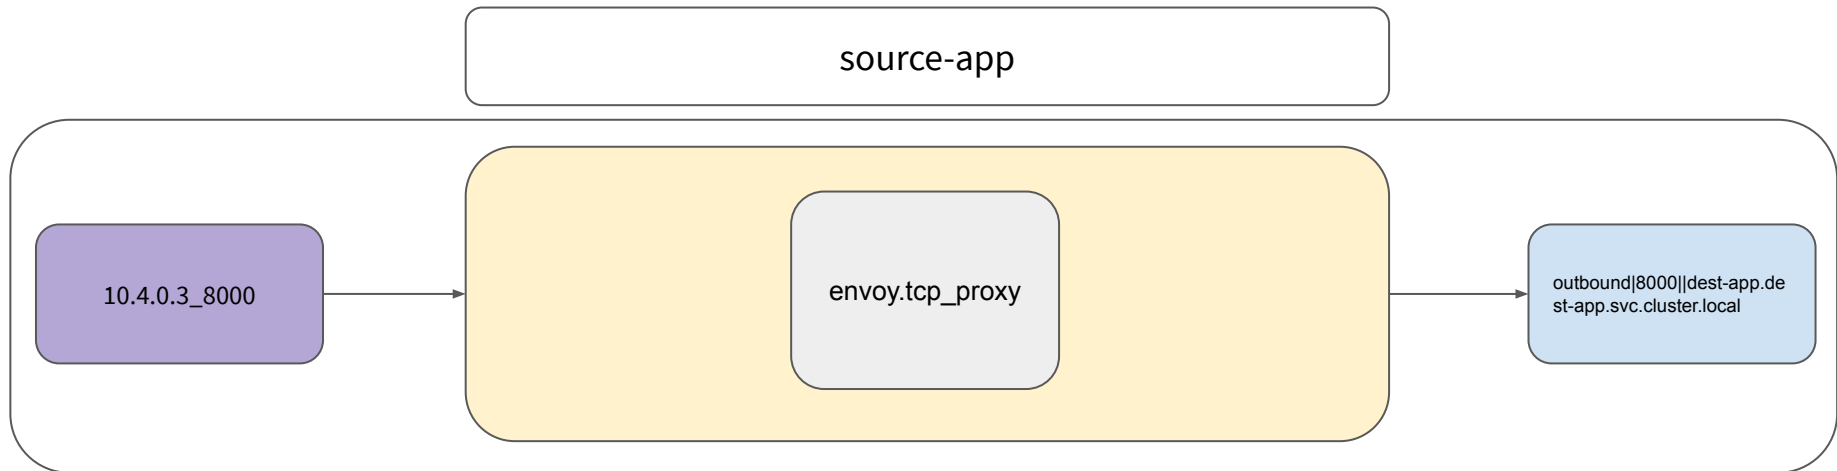 source-app
10.4.0.3_8000
envoy.tcp_proxy
outbound|8000||dest-app.de
st-app.svc.cluster.local